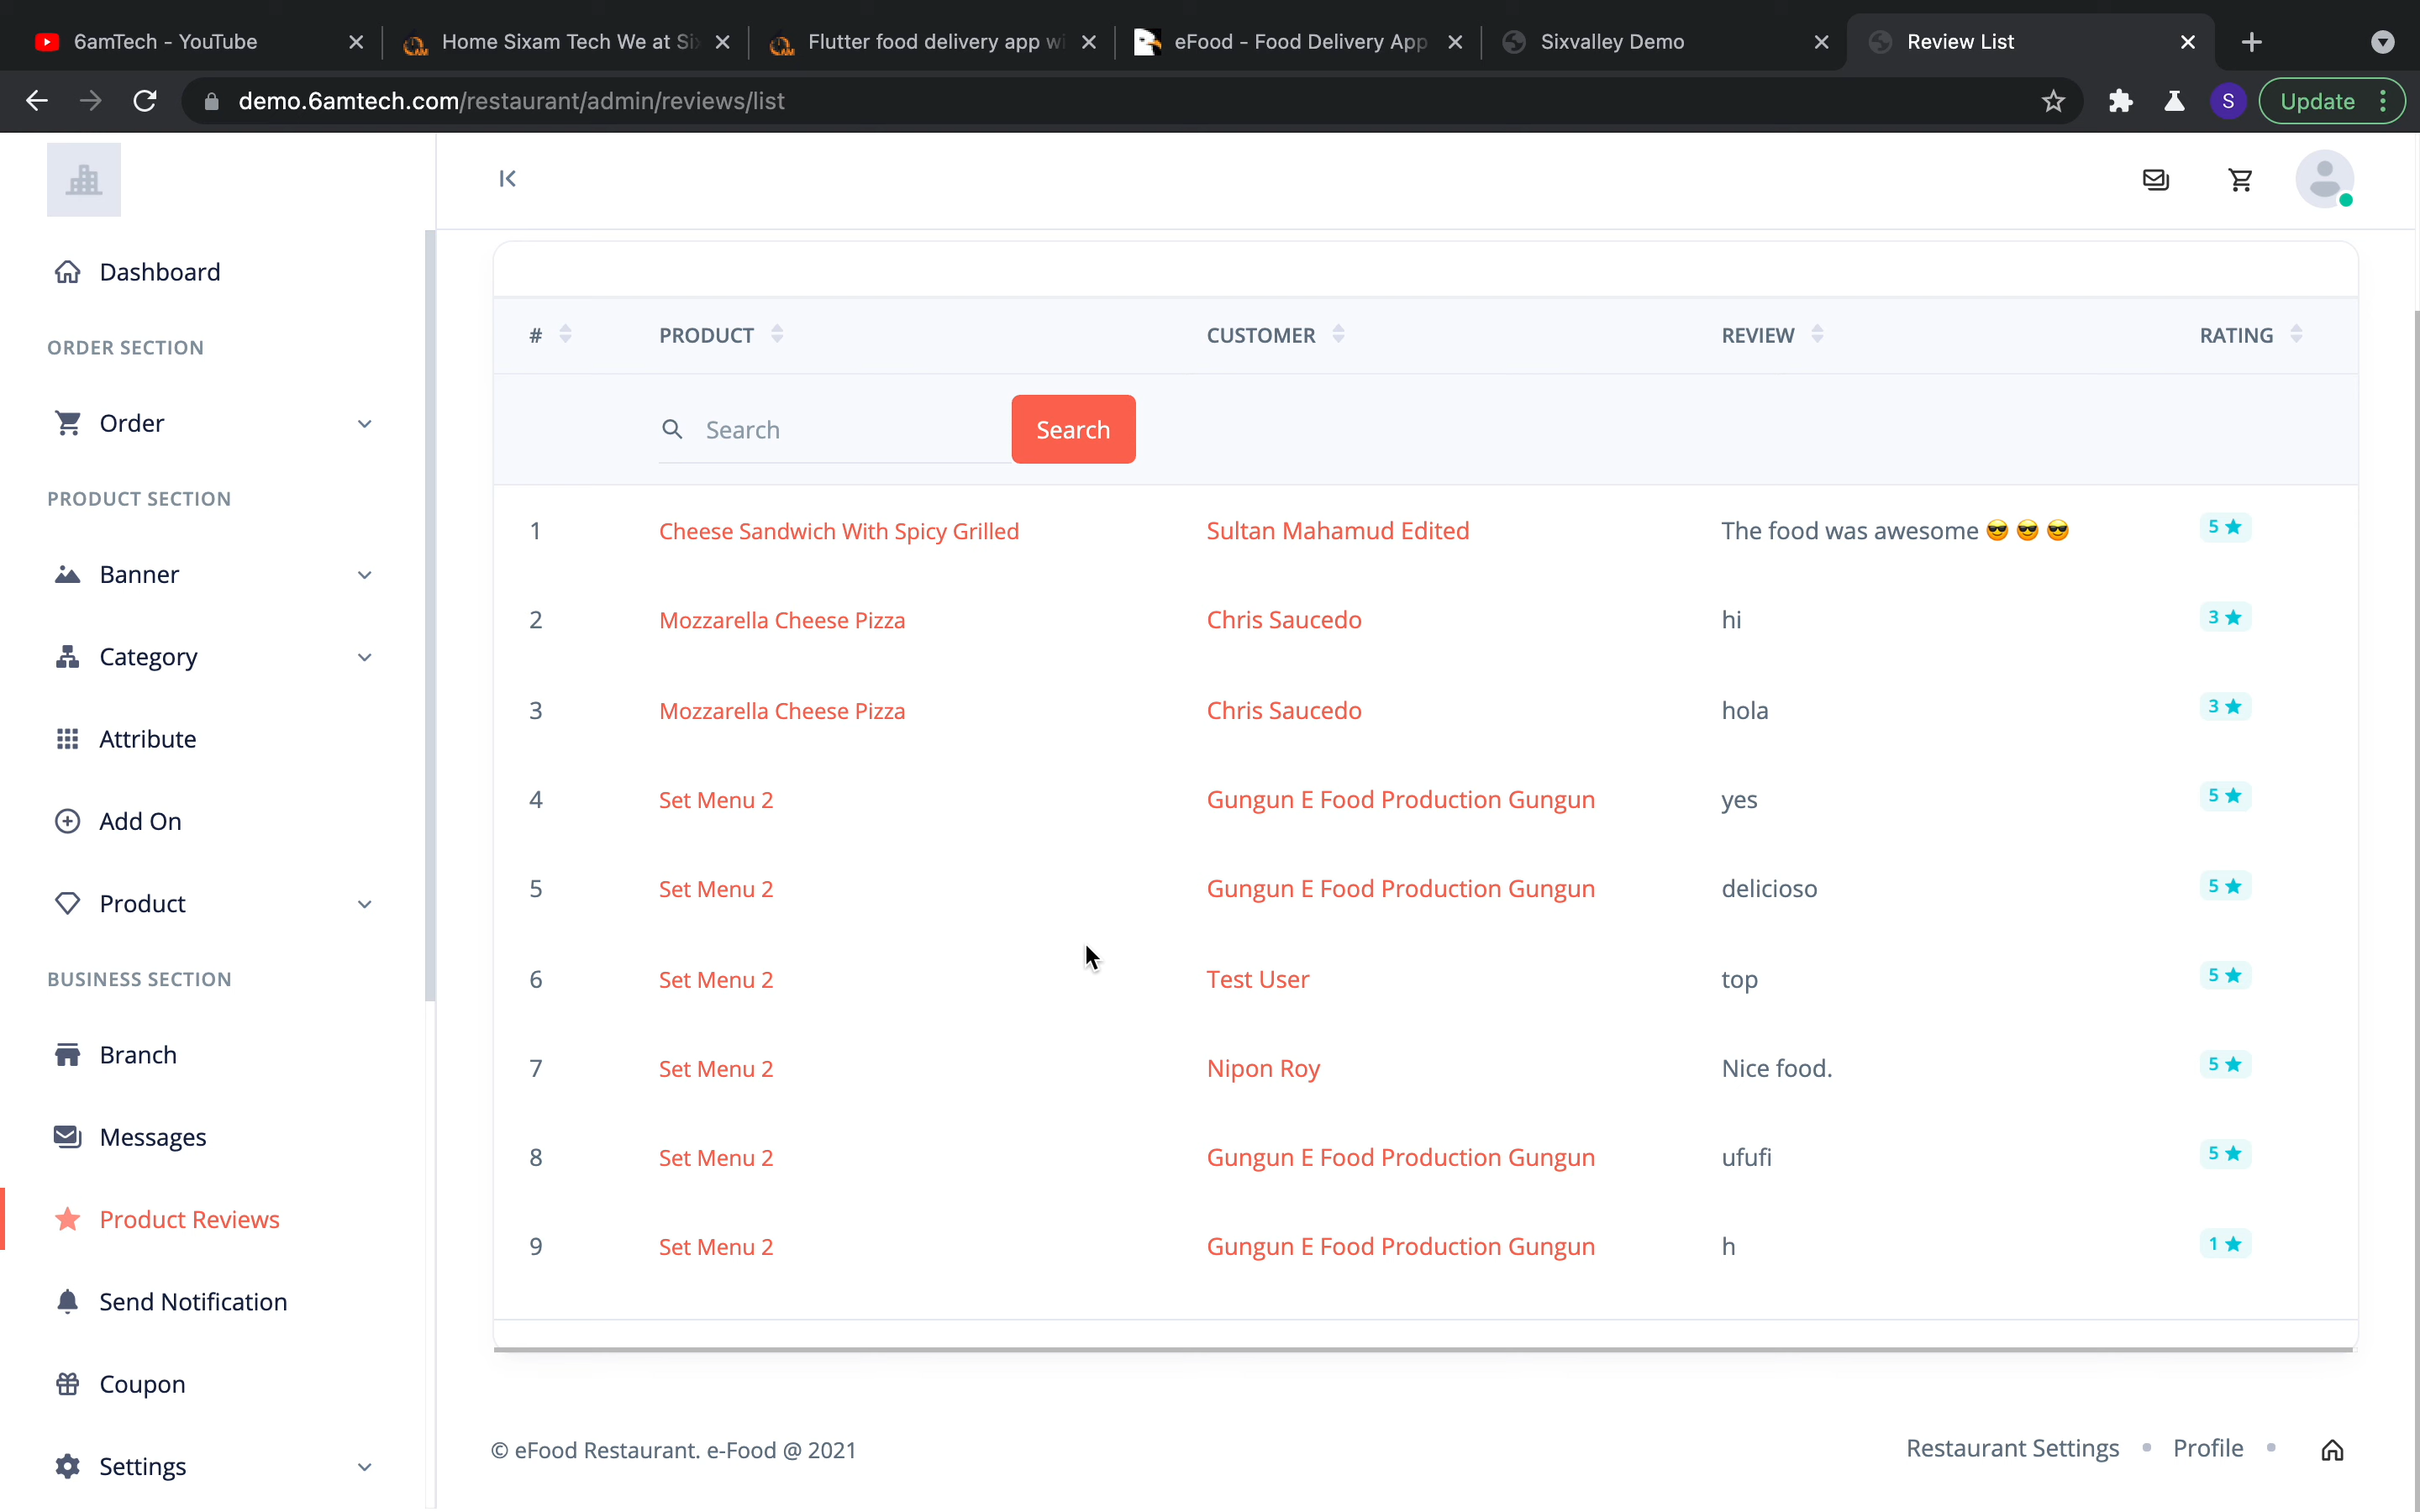 6amTech - YouTube
Home Sixam Tech We at Si
Flutter food delivery app wi
eFood - Food Delivery App
Sixvalley Demo
Review List
demo.6amtech.com/restaurant/admin/reviews/list
S
Update
Dashboard
ORDER SECTION
Order
PRODUCT SECTION
Banner
Category
Attribute
Add On
Product
BUSINESS SECTION
Branch
Messages
Product Reviews
Send Notification
Coupon
Settings
# PRODUCT CUSTOMER REVIEW RATING
Search Search
1 Cheese Sandwich With Spicy Grilled Sultan Mahamud Edited The food was awesome 😎 😎 😎 5 ★
2 Mozzarella Cheese Pizza Chris Saucedo hi 3 ★
3 Mozzarella Cheese Pizza Chris Saucedo hola 3 ★
4 Set Menu 2 Gungun E Food Production Gungun yes 5 ★
5 Set Menu 2 Gungun E Food Production Gungun delicioso 5 ★
6 Set Menu 2 Test User top 5 ★
7 Set Menu 2 Nipon Roy Nice food. 5 ★
8 Set Menu 2 Gungun E Food Production Gungun ufufi 5 ★
9 Set Menu 2 Gungun E Food Production Gungun h 1 ★
© eFood Restaurant. e-Food @ 2021
Restaurant Settings • Profile •